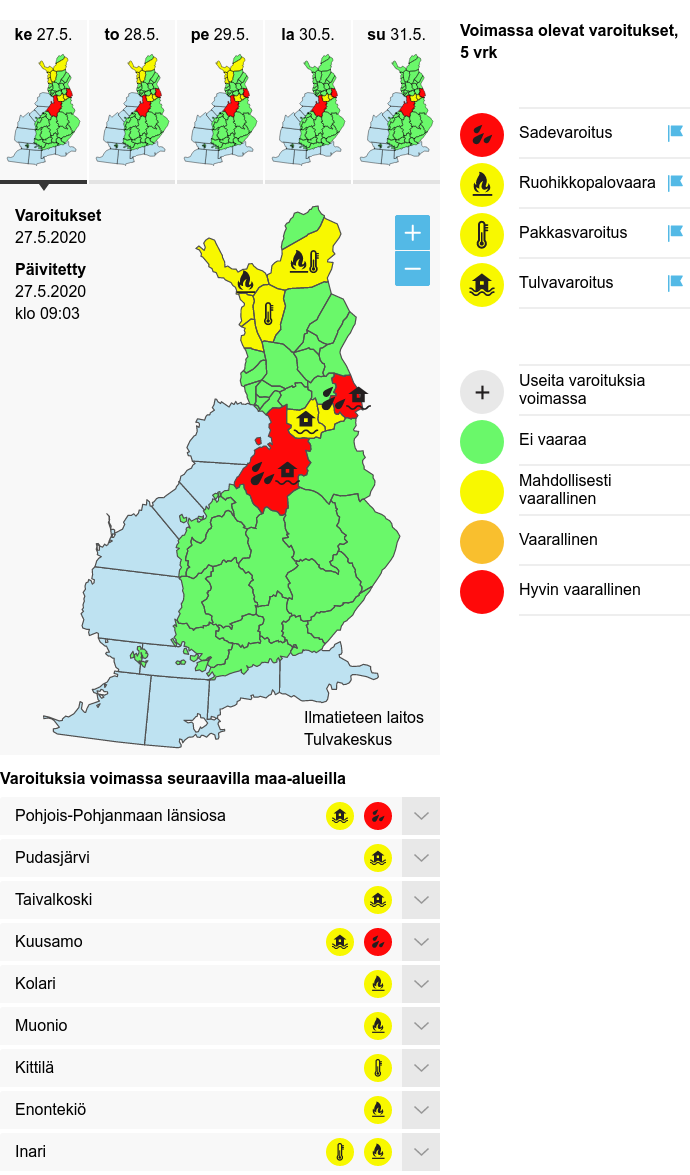 ke 27.5.
to 28.5.
pe 29.5.
la 30.5.
su 31.5.
Varoitukset
27.5.2020
Päivitetty
27.5.2020
klo 09:03
+
−
Ilmatieteen laitos
Tulvakeskus
Voimassa olevat varoitukset,
5 vrk
Sadevaroitus
Ruohikkopalovaara
Pakkasvaroitus
Tulvavaroitus
+
Useita varoituksia
voimassa
Ei vaaraa
Mahdollisesti
vaarallinen
Vaarallinen
Hyvin vaarallinen
Varoituksia voimassa seuraavilla maa-alueilla
Pohjois-Pohjanmaan länsiosa
Pudasjärvi
Taivalkoski
Kuusamo
Kolari
Muonio
Kittilä
Enontekiö
Inari